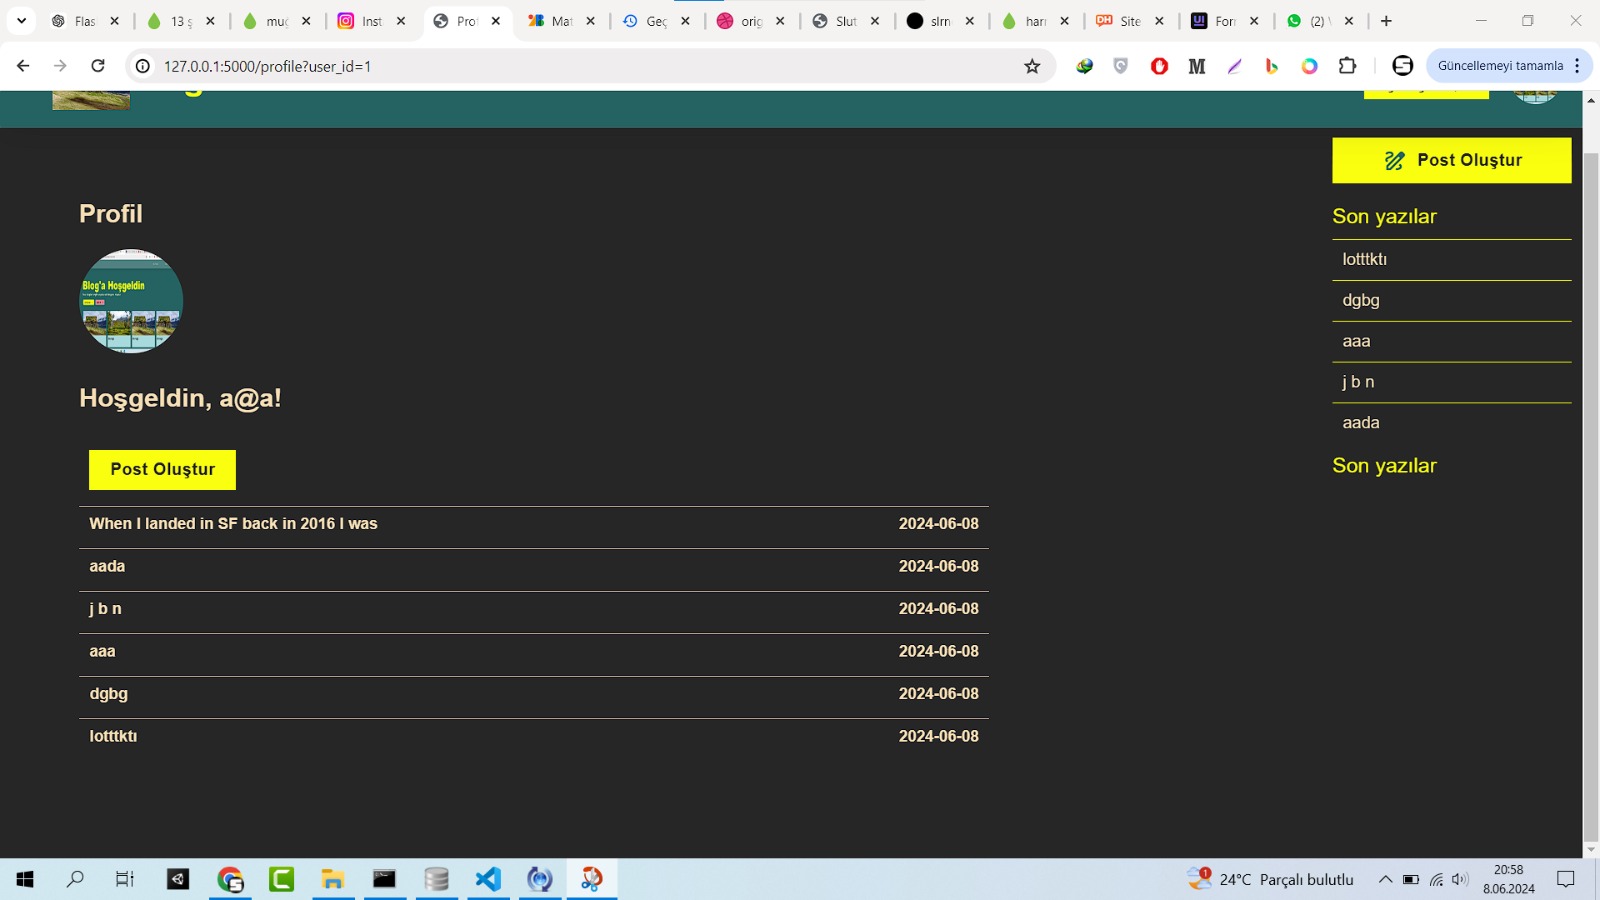 Flas
13 ş
muç
Inst
Prof
Mat
Geç
orig
Slut
slrn
harı
Site
Forr
(2)
127.0.0.1:5000/profile?user_id=1
Güncellemeyi tamamla
Post Oluştur
Profil
Son yazılar
lotttktı
dgbg
aaa
j b n
aada
Son yazılar
Blog'a Hoşgeldin
Hoşgeldin, a@a!
Post Oluştur
When I landed in SF back in 2016 I was 2024-06-08
aada 2024-06-08
j b n 2024-06-08
aaa 2024-06-08
dgbg 2024-06-08
lotttktı 2024-06-08
24°C Parçalı bulutlu
20:58
8.06.2024